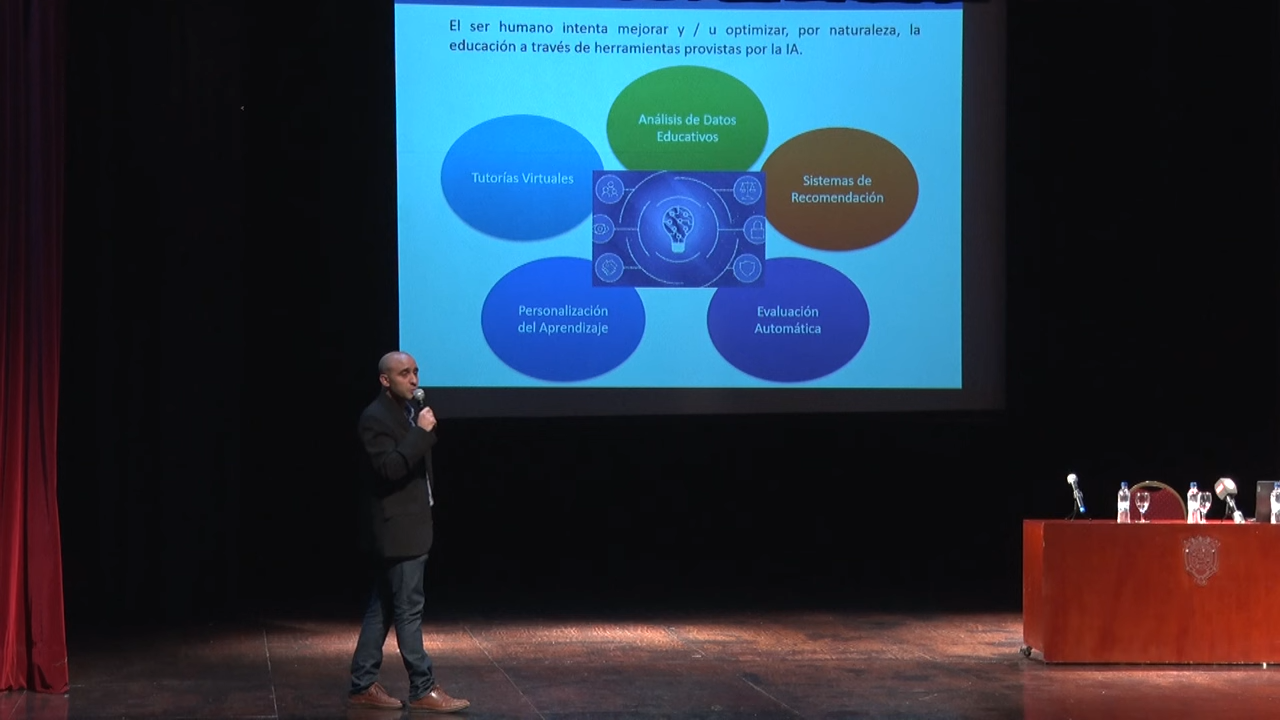 El ser humano intenta mejorar y / u optimizar, por naturaleza, la
educación a través de herramientas provistas por la IA.
Análisis de Datos
Educativos
Tutorías Virtuales
Sistemas de
Recomendación
Personalización
del Aprendizaje
Evaluación
Automática